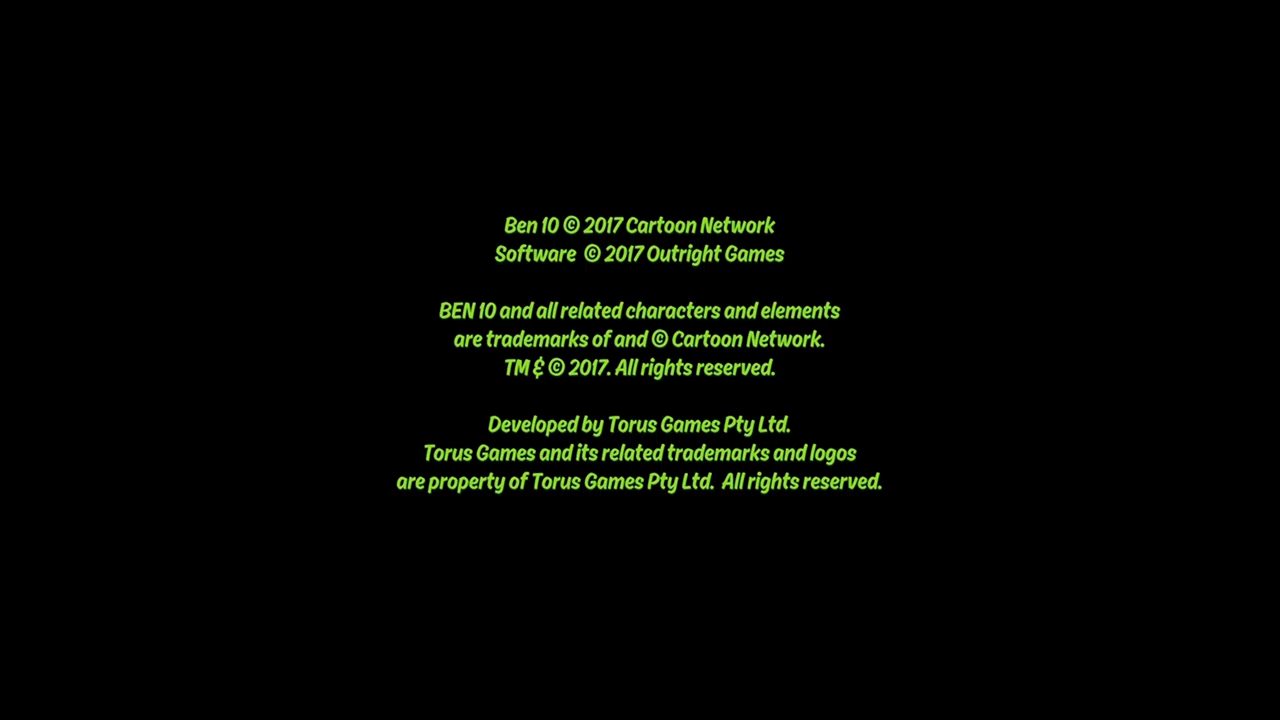 Ben 10 © 2017 Cartoon Network
Software © 2017 Outright Games
BEN 10 and all related characters and elements
are trademarks of and © Cartoon Network.
TM & © 2017. All rights reserved.
Developed by Torus Games Pty Ltd.
Torus Games and its related trademarks and logos
are property of Torus Games Pty Ltd. All rights reserved.